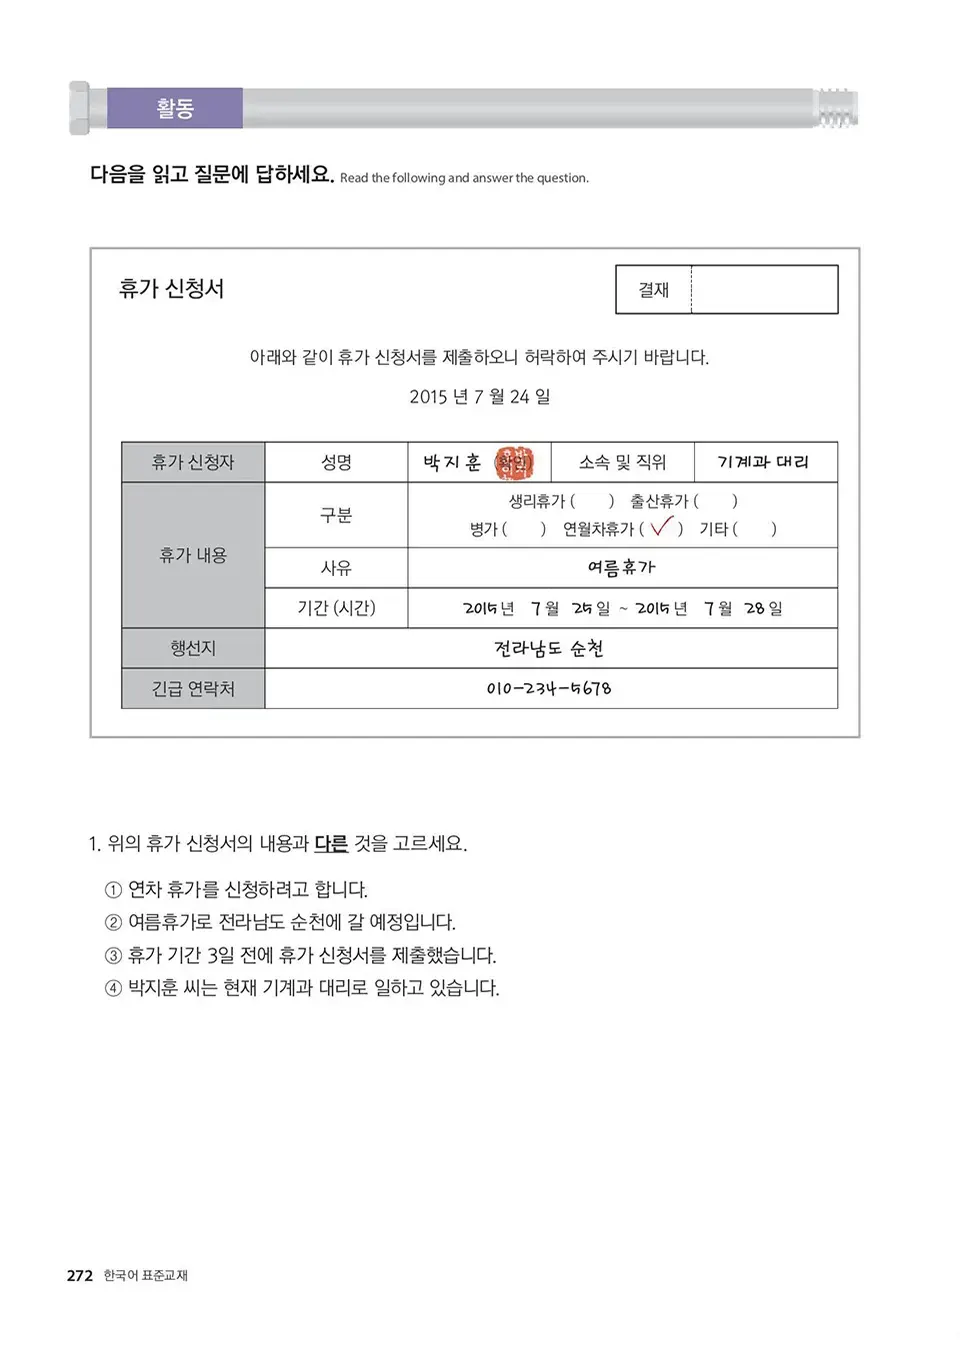 활동
다음을 읽고 질문에 답하세요. Read the following and answer the question.
휴가 신청서
결재
아래와 같이 휴가 신청서를 제출하오니 허락하여 주시기 바랍니다.
2015 년 7 월 24 일
휴가 신청자 성명 박지훈 (확인) 소속 및 직위 기계과 대리
휴가 내용
구분
생리휴가 ( ) 출산휴가 ( )
병가 ( ) 연월차휴가 ( ✓ ) 기타 ( )
사유 여름휴가
기간 (시간) 2015 년 7 월 25 일 ~ 2015 년 7 월 28 일
행선지 전라남도 순천
긴급 연락처 010-234-5678
1. 위의 휴가 신청서의 내용과 다른 것을 고르세요.
① 연차 휴가를 신청하려고 합니다.
② 여름휴가로 전라남도 순천에 갈 예정입니다.
③ 휴가 기간 3일 전에 휴가 신청서를 제출했습니다.
④ 박지훈 씨는 현재 기계과 대리로 일하고 있습니다.
272 한국어 표준교재